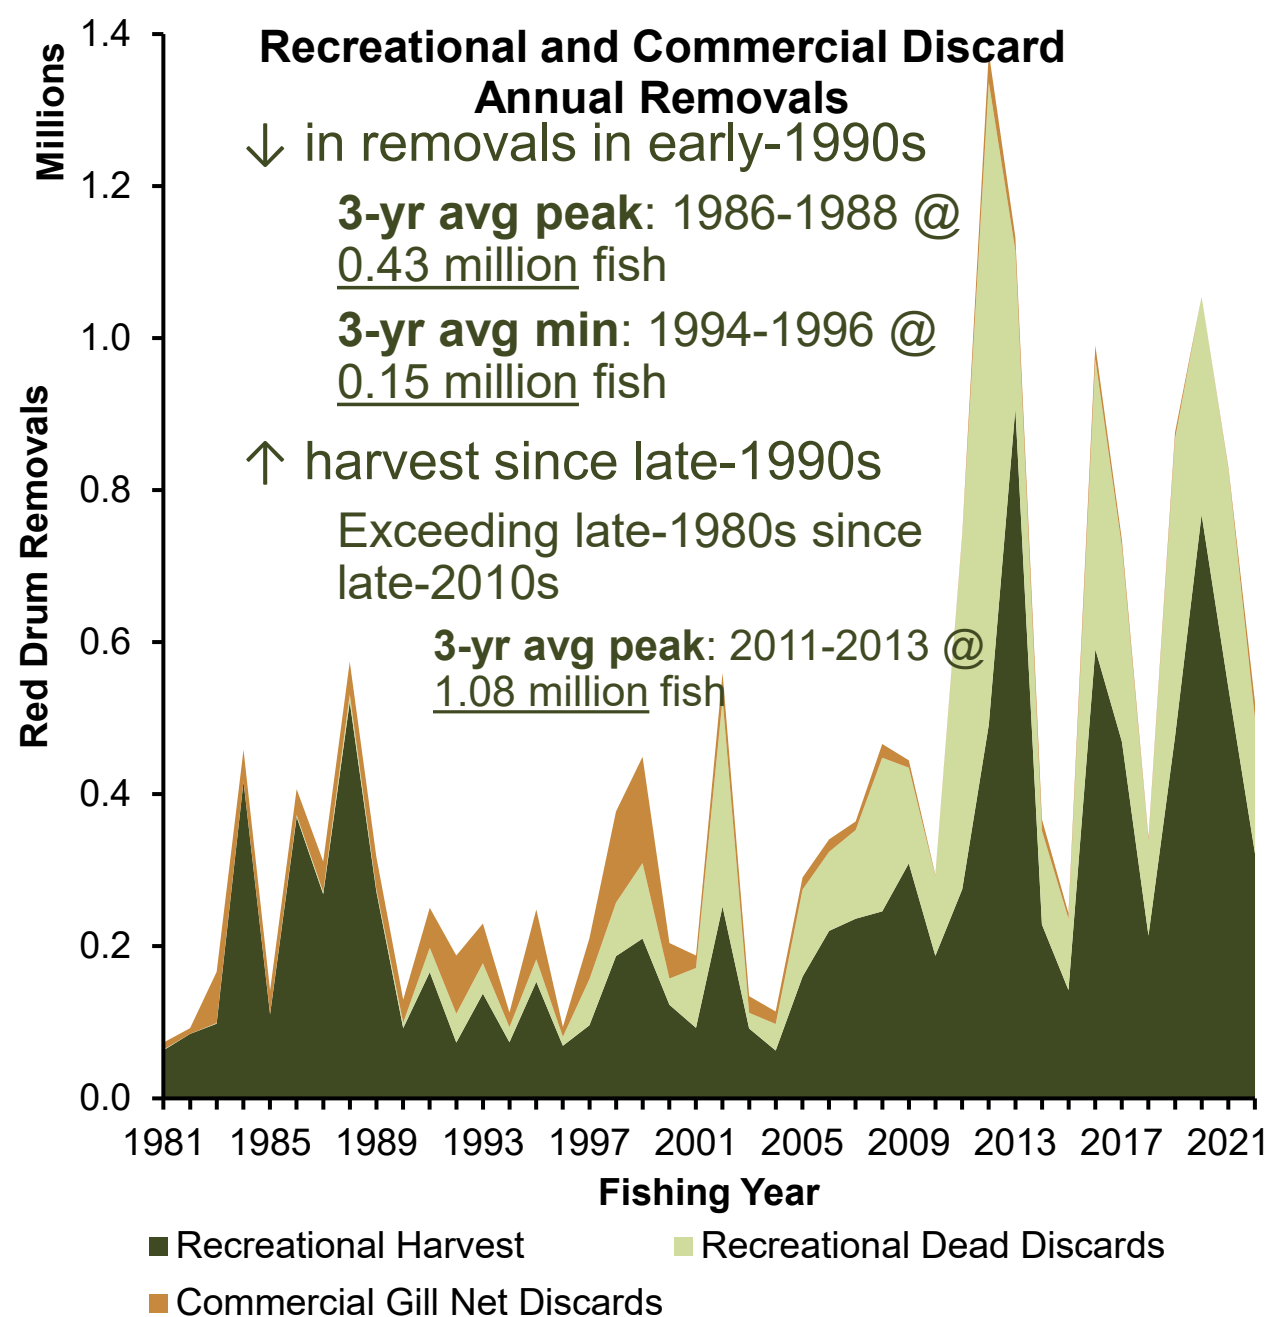 Recreational and Commercial Discard
Annual Removals
↓ in removals in early-1990s
3-yr avg peak: 1986-1988 @
0.43 million fish
3-yr avg min: 1994-1996 @
0.15 million fish
↑ harvest since late-1990s
Exceeding late-1980s since
late-2010s
3-yr avg peak: 2011-2013 @
1.08 million fish
Millions
Red Drum Removals
1.4
1.2
1.0
0.8
0.6
0.4
0.2
0.0
1981 1985 1989 1993 1997 2001 2005 2009 2013 2017 2021
Fishing Year
Recreational Harvest
Recreational Dead Discards
Commercial Gill Net Discards